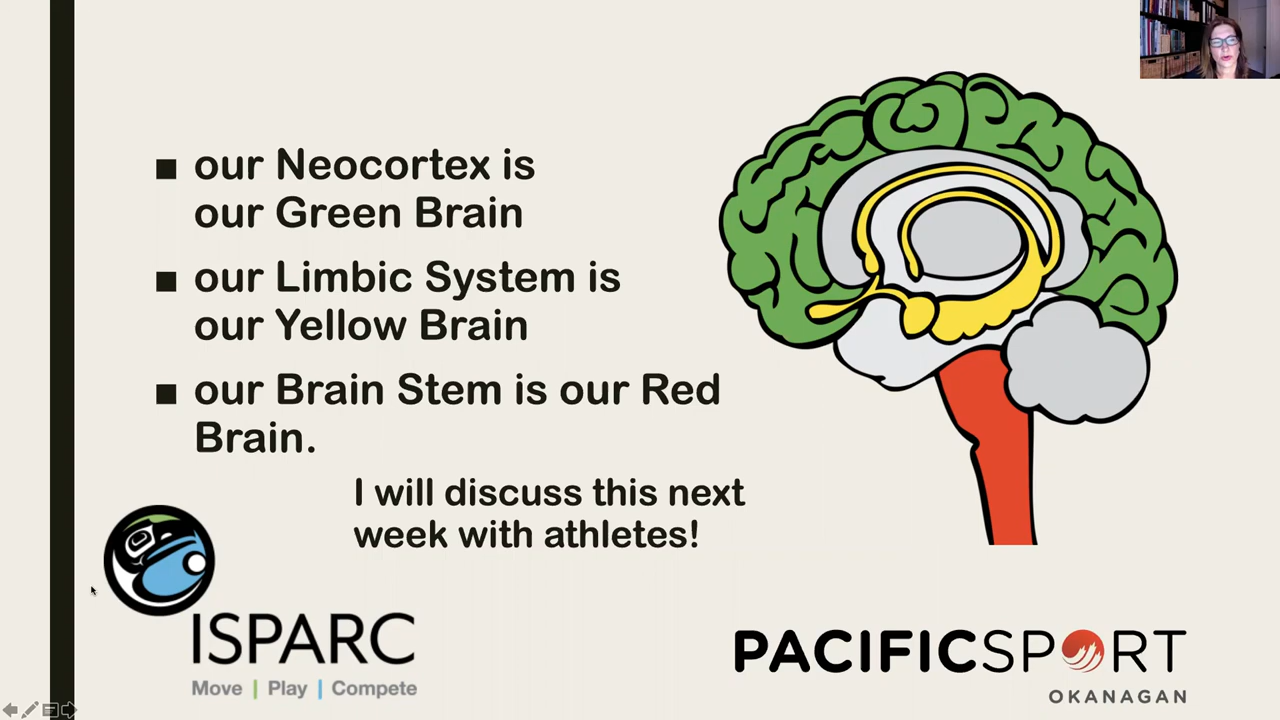 ■ our Neocortex is
our Green Brain
■ our Limbic System is
our Yellow Brain
■ our Brain Stem is our Red
Brain.
I will discuss this next
week with athletes!
ISPARC
Move | Play | Compete
PACIFICSPORT
OKANAGAN